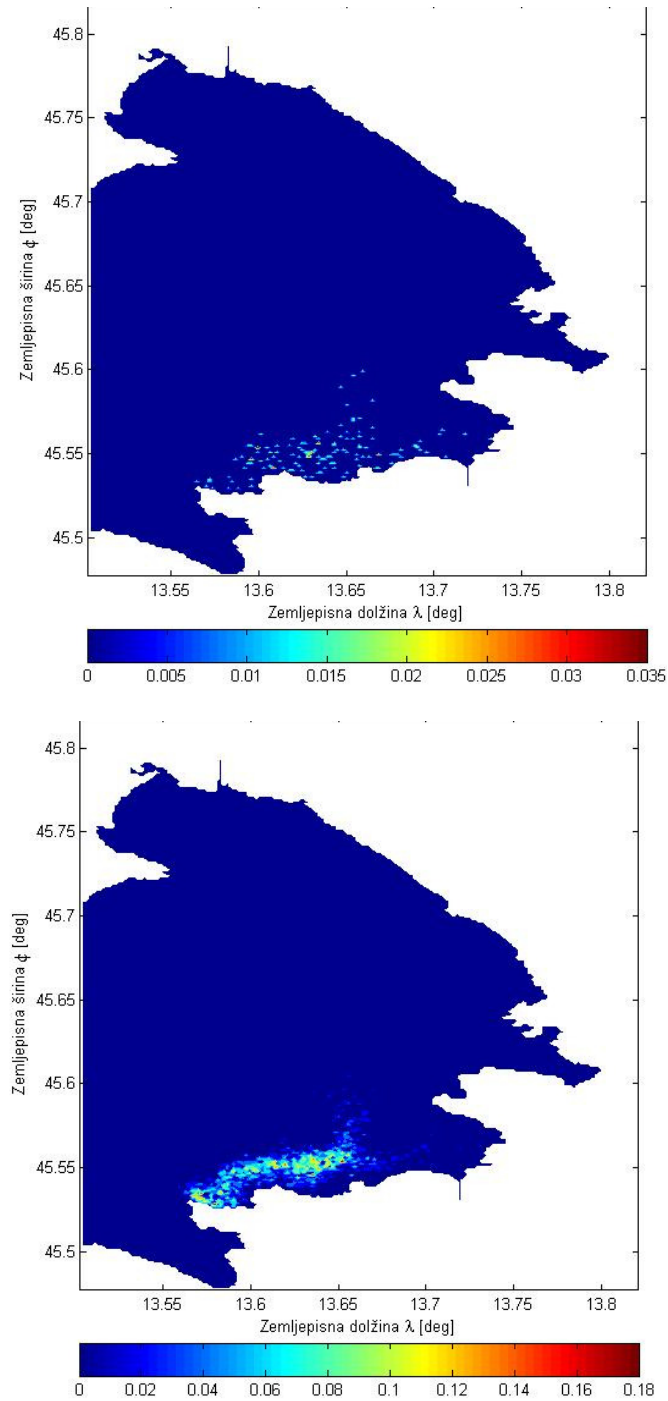 45.8
45.75
45.7
45.65
45.6
45.55
45.5
Zemljepisna širina ϕ [deg]
13.55 13.6 13.65 13.7 13.75 13.8
Zemljepisna dolžina λ [deg]
0 0.005 0.01 0.015 0.02 0.025 0.03 0.035
45.8
45.75
45.7
45.65
45.6
45.55
45.5
Zemljepisna širina ϕ [deg]
13.55 13.6 13.65 13.7 13.75 13.8
Zemljepisna dolžina λ [deg]
0 0.02 0.04 0.06 0.08 0.1 0.12 0.14 0.16 0.18